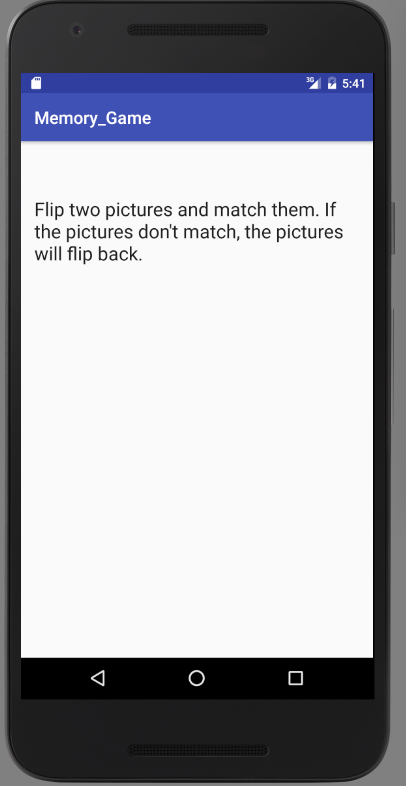 3G 5:41
Memory_Game
Flip two pictures and match them. If
the pictures don't match, the pictures
will flip back.